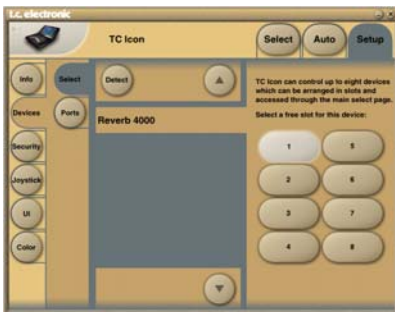 t.c. electronic
TC Icon
Select
Auto
Setup
Info
Devices
Security
Joystick
UI
Color
Select
Ports
Detect
Reverb 4000
TC Icon can control up to eight devices
which can be arranged in slots and
accessed through the main select page.
Select a free slot for this device:
1
5
2
6
3
7
4
8